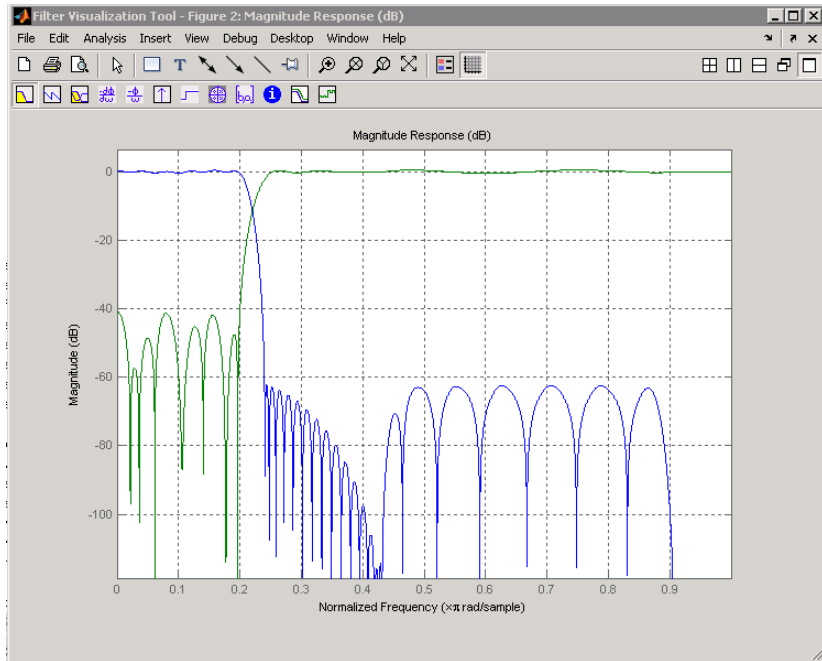 Filter Visualization Tool - Figure 2: Magnitude Response (dB)
File Edit Analysis Insert View Debug Desktop Window Help
T
[b,a]
i
Magnitude Response (dB)
0
-20
-40
-60
-80
-100
Magnitude (dB)
0 0.1 0.2 0.3 0.4 0.5 0.6 0.7 0.8 0.9
Normalized Frequency (×π rad/sample)